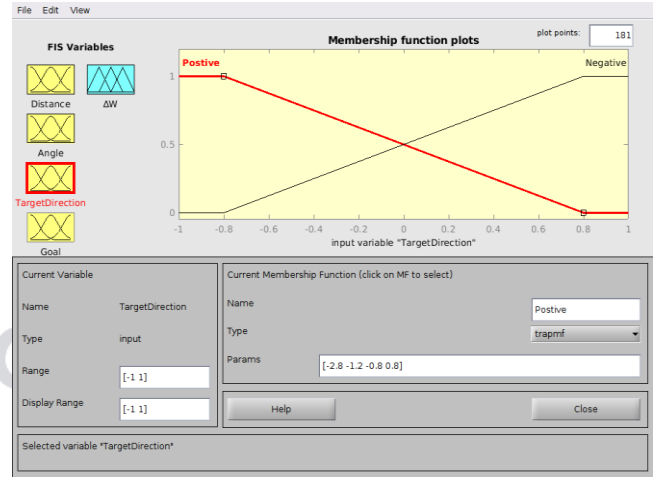 File Edit View
FIS Variables
Distance
ΔW
Angle
TargetDirection
Goal
Membership function plots
plot points:
181
Postive
Negative
1
0.5
0
-1 -0.8 -0.6 -0.4 -0.2 0 0.2 0.4 0.6 0.8 1
input variable "TargetDirection"
Current Variable
Name TargetDirection
Type input
Range [-1 1]
Display Range [-1 1]
Current Membership Function (click on MF to select)
Name Postive
Type trapmf
Params [-2.8 -1.2 -0.8 0.8]
Help Close
Selected variable "TargetDirection"